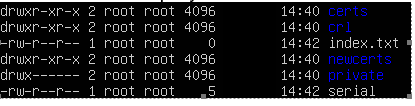 drwxr-xr-x 2 root root 4096 14:40 certs
drwxr-xr-x 2 root root 4096 14:40 crl
-rw-r--r-- 1 root root 0 14:42 index.txt
drwxr-xr-x 2 root root 4096 14:40 newcerts
drwx------ 2 root root 4096 14:40 private
-rw-r--r-- 1 root root 5 14:42 serial